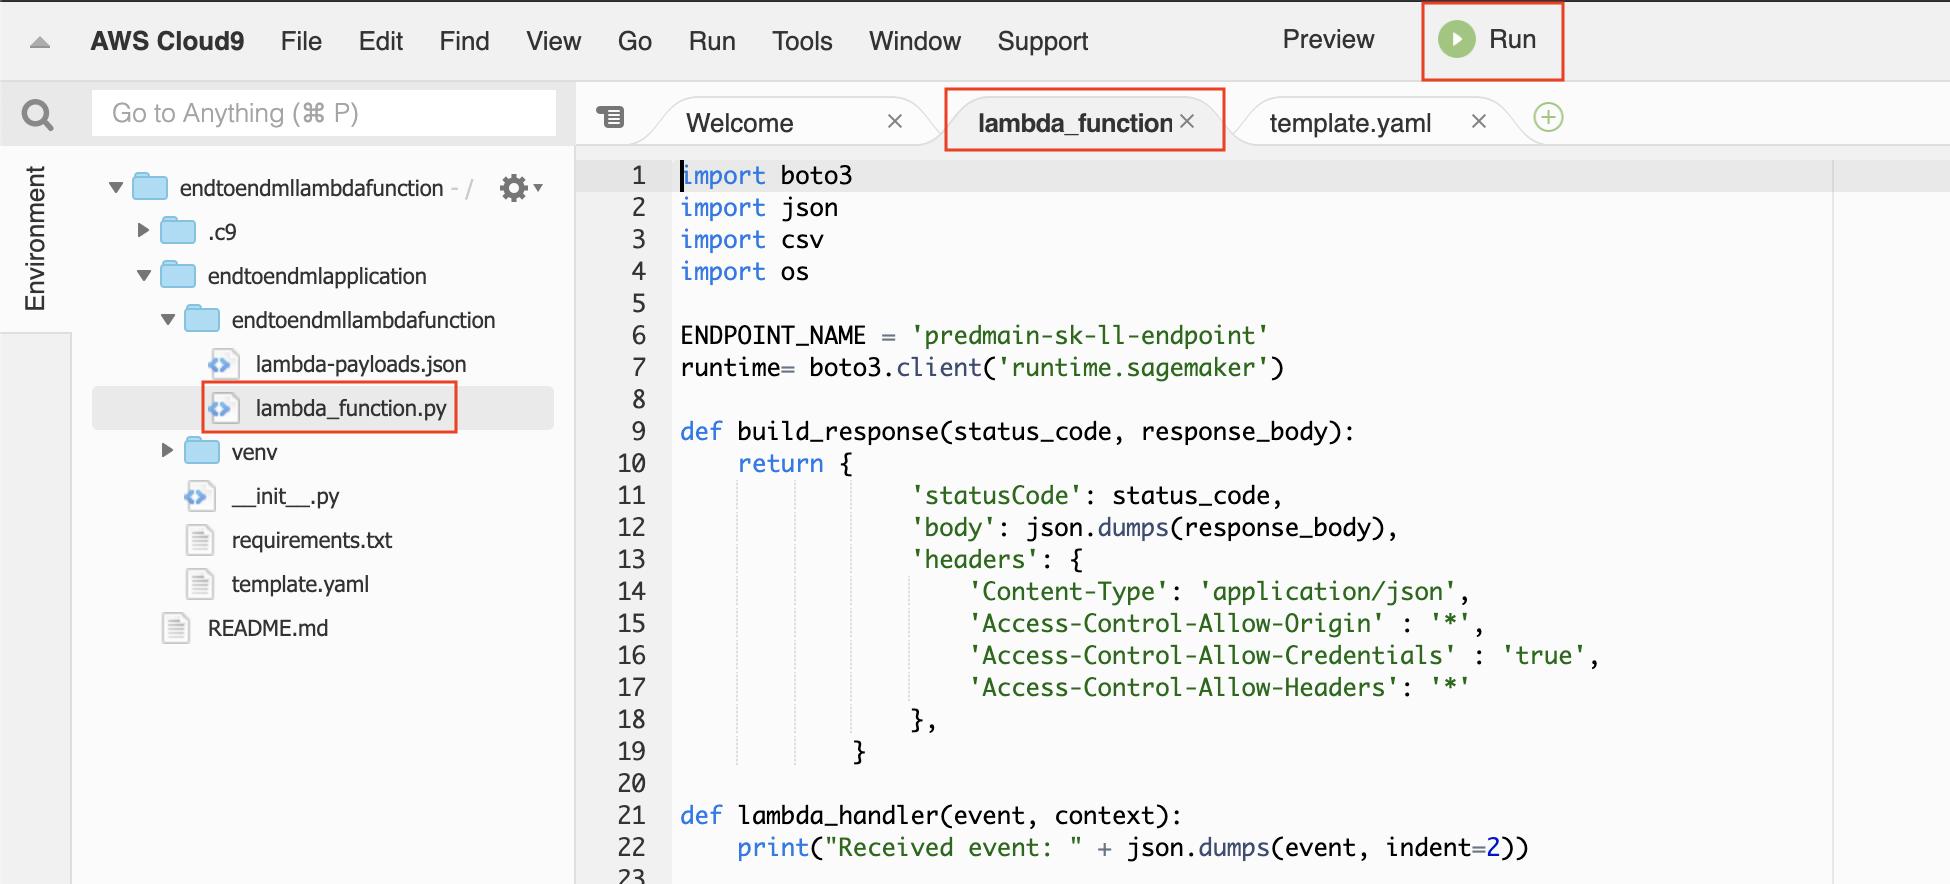 AWS Cloud9 File Edit Find View Go Run Tools Window Support Preview Run
Go to Anything (⌘ P)
Environment
endtoendmllambdafunction - /
.c9
endtoendmlapplication
endtoendmllambdafunction
lambda-payloads.json
lambda_function.py
venv
__init__.py
requirements.txt
template.yaml
README.md
Welcome × lambda_function × template.yaml ×
1 import boto3
2 import json
3 import csv
4 import os
5
6 ENDPOINT_NAME = 'predmain-sk-ll-endpoint'
7 runtime= boto3.client('runtime.sagemaker')
8
9 def build_response(status_code, response_body):
10     return {
11                 'statusCode': status_code,
12                 'body': json.dumps(response_body),
13                 'headers': {
14                     'Content-Type': 'application/json',
15                     'Access-Control-Allow-Origin' : '*',
16                     'Access-Control-Allow-Credentials' : 'true',
17                     'Access-Control-Allow-Headers': '*'
18                 },
19             }
20
21 def lambda_handler(event, context):
22     print("Received event: " + json.dumps(event, indent=2))
23